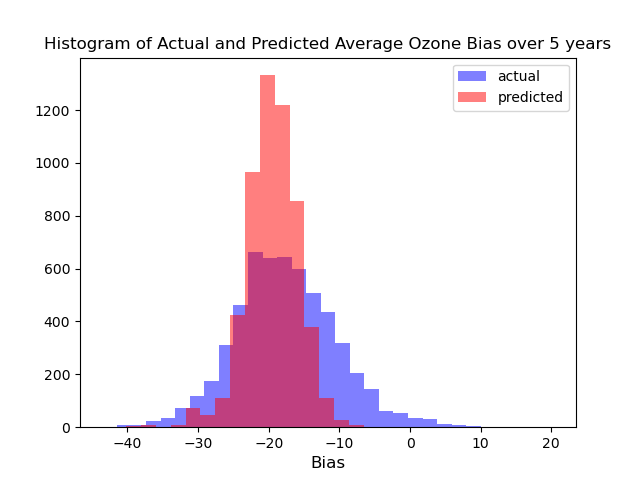 Histogram of Actual and Predicted Average Ozone Bias over 5 years
actual
predicted
1200
1000
800
600
400
200
0
−40 −30 −20 −10 0 10 20
Bias